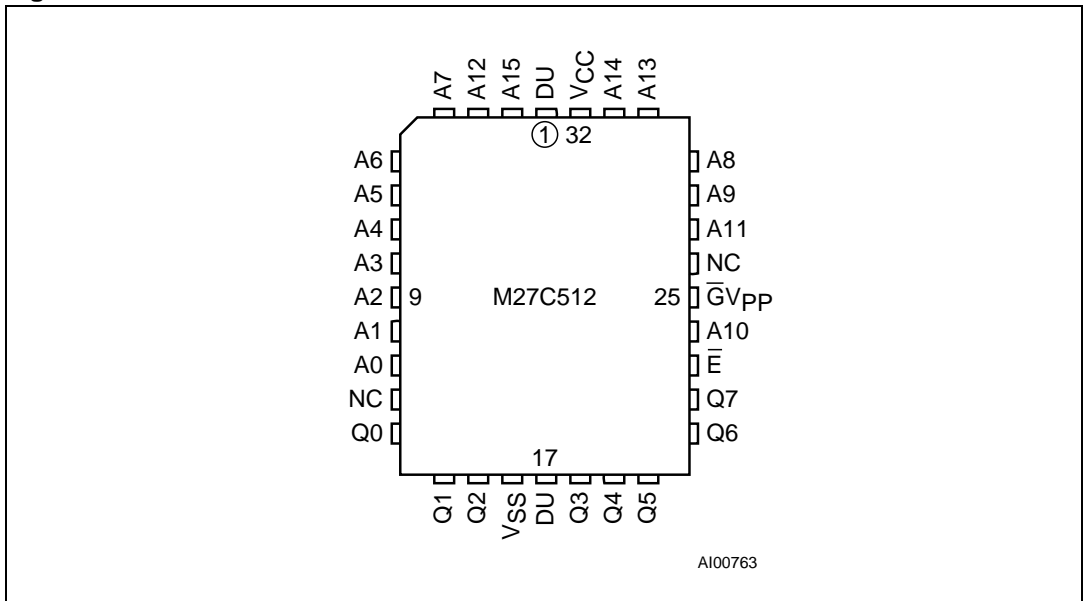 A7 A12 A15 DU VCC A14 A13
1 32
A6 A8
A5 A9
A4 A11
A3 NC
A2 9 M27C512 25 G̅VPP
A1 A10
A0 E̅
NC Q7
Q0 Q6
17
Q1 Q2 VSS DU Q3 Q4 Q5
AI00763